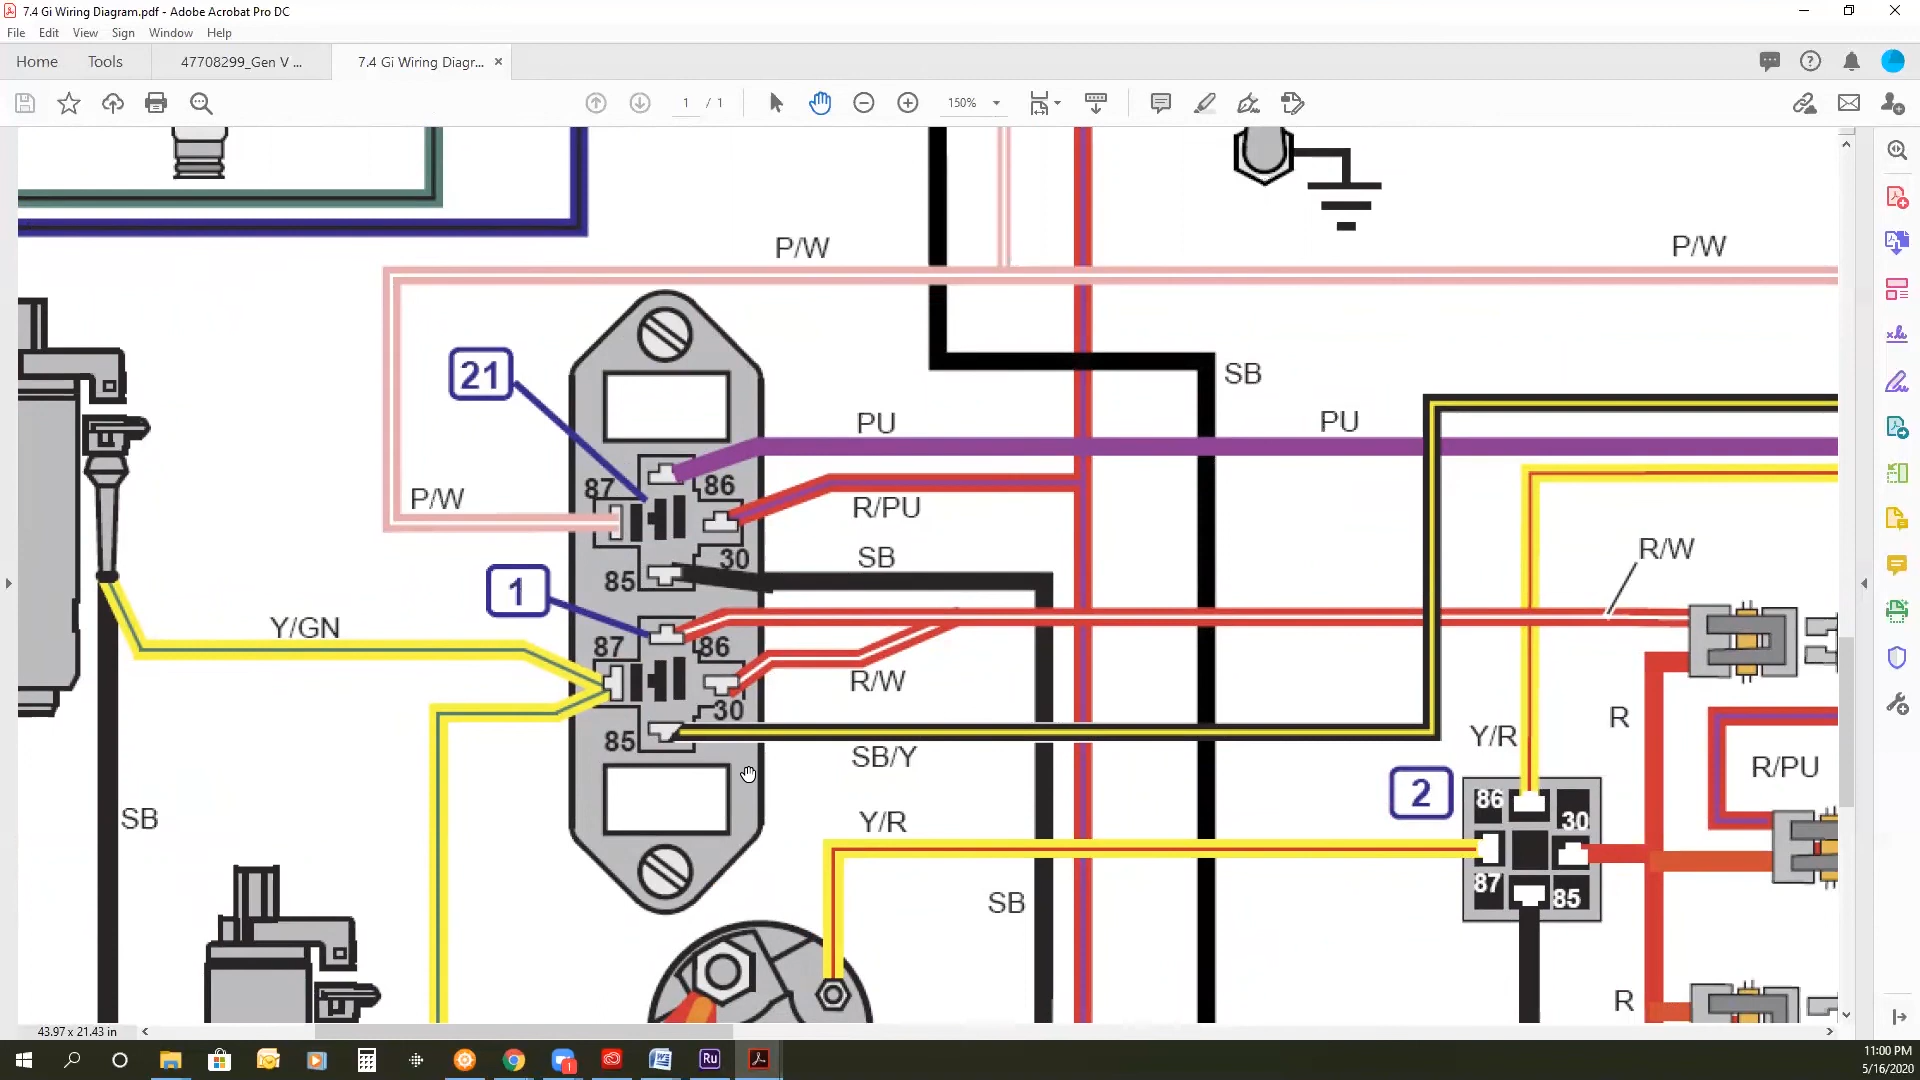 7.4 Gi Wiring Diagram.pdf - Adobe Acrobat Pro DC
File Edit View Sign Window Help
Home Tools 47708299_Gen V ... 7.4 Gi Wiring Diagr... ×
1 / 1 150%
P/W P/W
SB
21
PU PU
87 86
P/W
R/PU
R/W
SB
30
85
1
Y/GN
87 86
R/W
30
R
Y/R
85
SB/Y
R/PU
2
86
SB
Y/R
30
87
85
SB
R
43.97 x 21.43 in
Ru
11:00 PM
5/16/2020